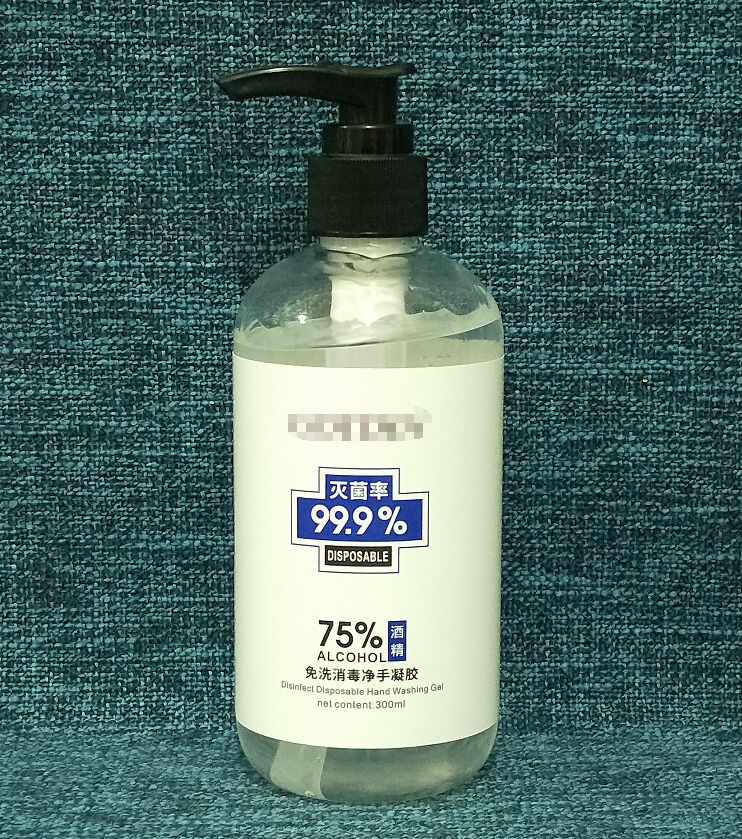 灭菌率
99.9%
DISPOSABLE
75% 酒精
ALCOHOL
免洗消毒净手凝胶
Disinfect Disposable Hand Washing Gel
net content:300ml